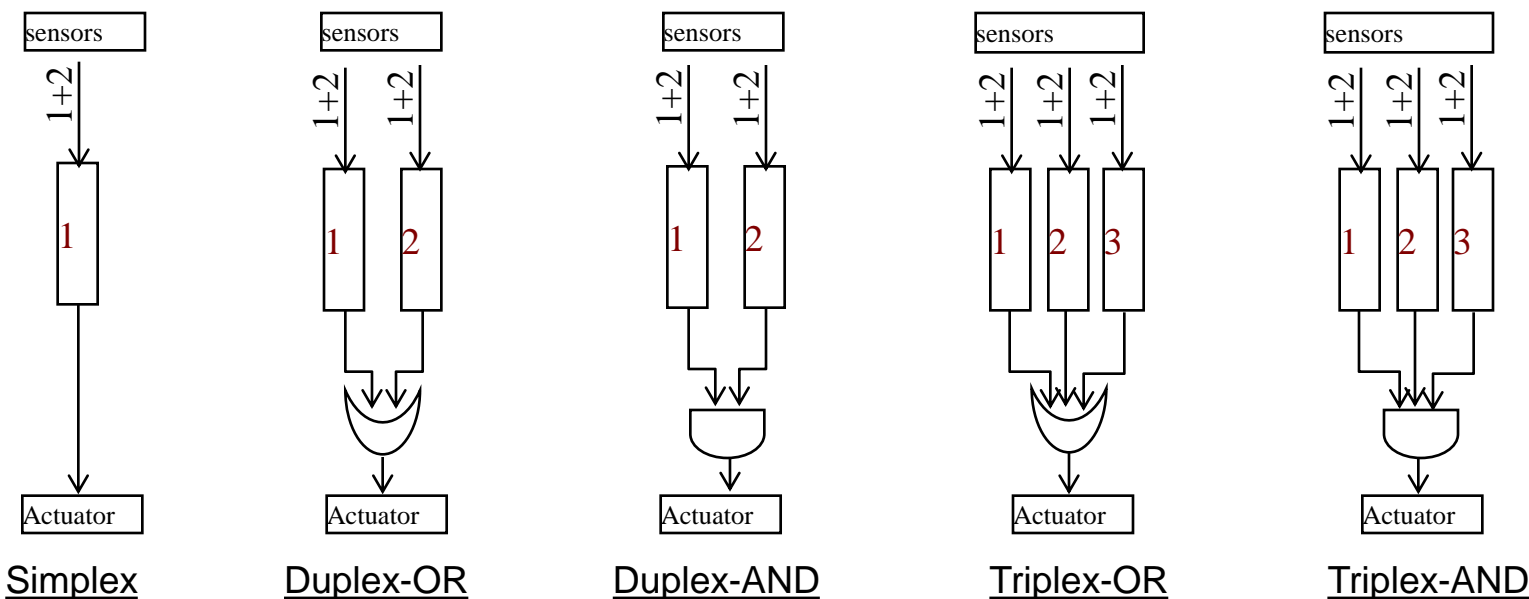 sensors
1+2
1
Actuator
Simplex
sensors
1+2
1+2
1
2
Actuator
Duplex-OR
sensors
1+2
1+2
1
2
Actuator
Duplex-AND
sensors
1+2
1+2
1+2
1
2
3
Actuator
Triplex-OR
sensors
1+2
1+2
1+2
1
2
3
Actuator
Triplex-AND